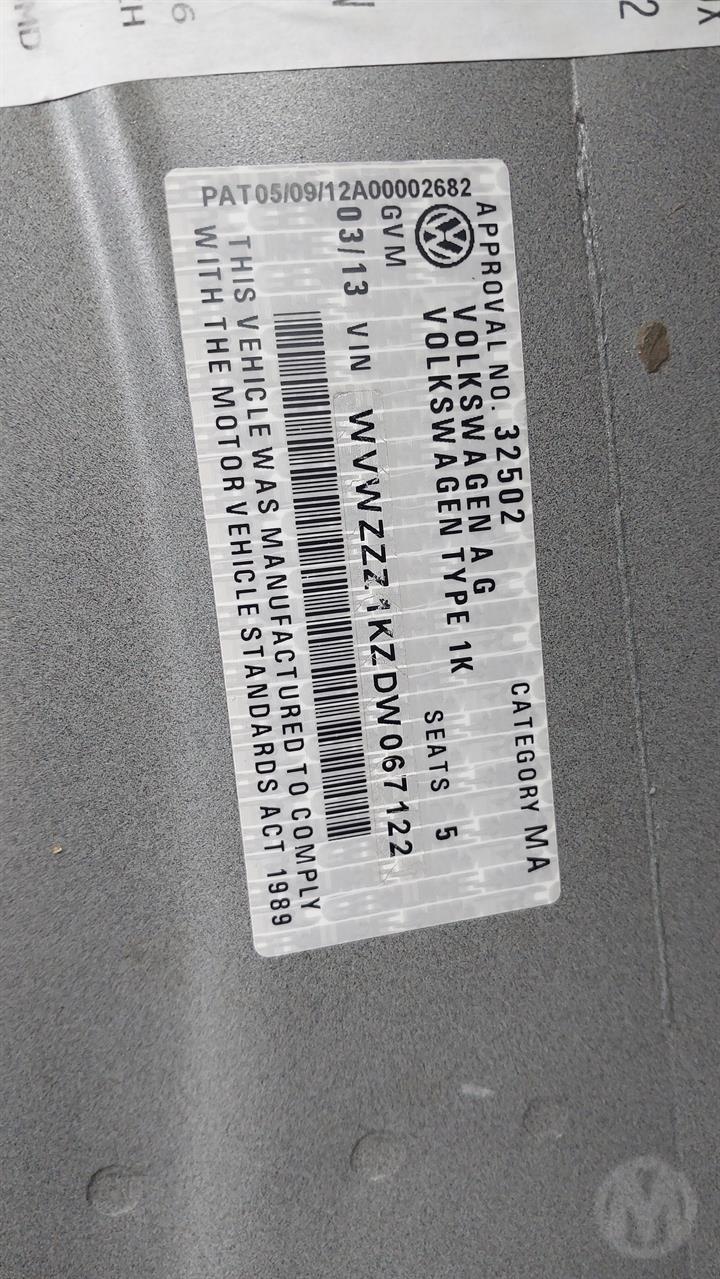 APPROVAL NO. 32502 CATEGORY MA
VOLKSWAGEN AG
VOLKSWAGEN TYPE 1K SEATS 5
GVM
03/13 VIN WVWZZZ1KZDW067122
THIS VEHICLE WAS MANUFACTURED TO COMPLY
WITH THE MOTOR VEHICLE STANDARDS ACT 1989
PAT05/09/12A00002682